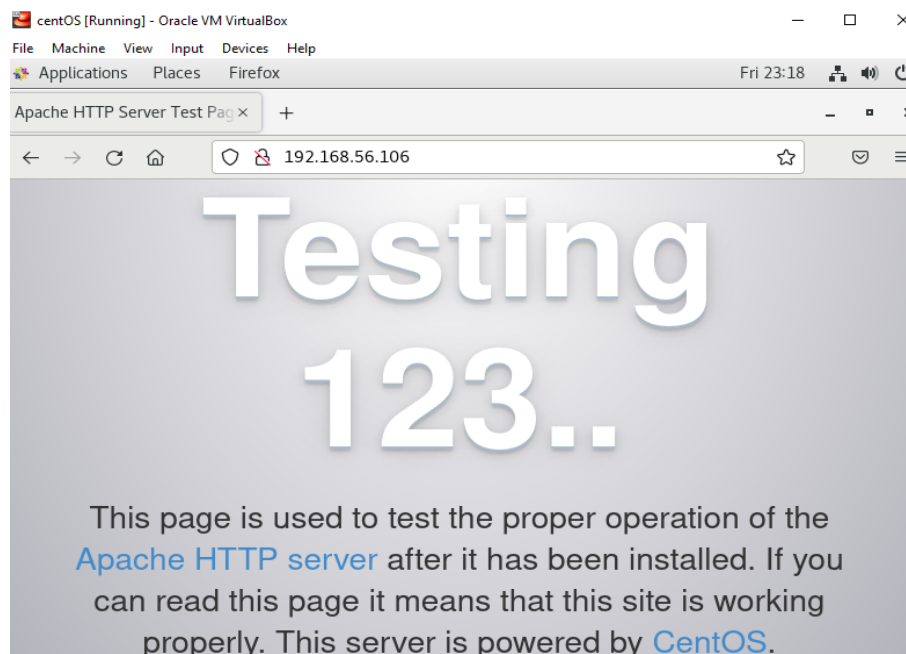 centOS [Running] - Oracle VM VirtualBox
File Machine View Input Devices Help
Applications Places Firefox Fri 23:18
Apache HTTP Server Test Pag
192.168.56.106
Testing
123..
This page is used to test the proper operation of the
Apache HTTP server after it has been installed. If you
can read this page it means that this site is working
properly. This server is powered by CentOS.